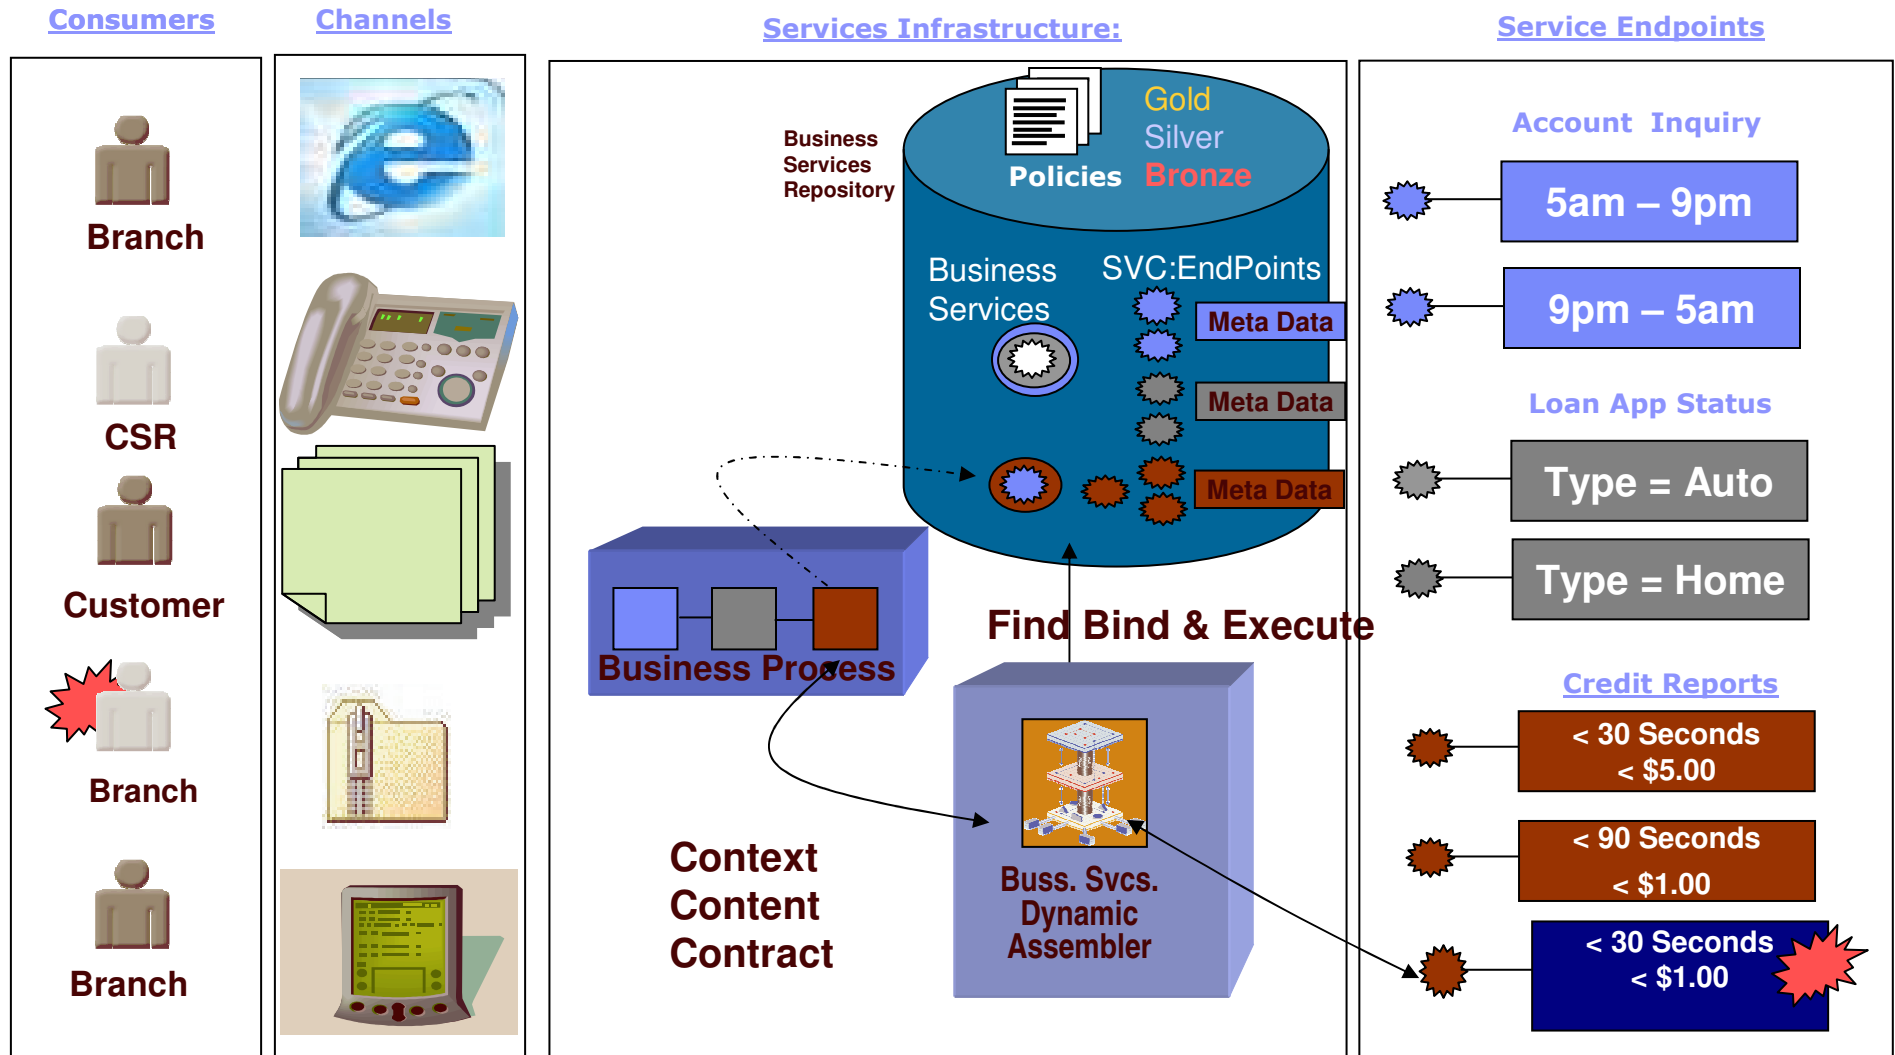 Consumers
Channels
Services Infrastructure:
Service Endpoints
Branch
CSR
Customer
Branch
Branch
Business
Services
Repository
Policies
Gold
Silver
Bronze
Business
Services
SVC:EndPoints
Meta Data
Meta Data
Meta Data
Business Process
Find Bind & Execute
Context
Content
Contract
Buss. Svcs.
Dynamic
Assembler
Account Inquiry
5am – 9pm
9pm – 5am
Loan App Status
Type = Auto
Type = Home
Credit Reports
< 30 Seconds
< $5.00
< 90 Seconds
< $1.00
< 30 Seconds
< $1.00